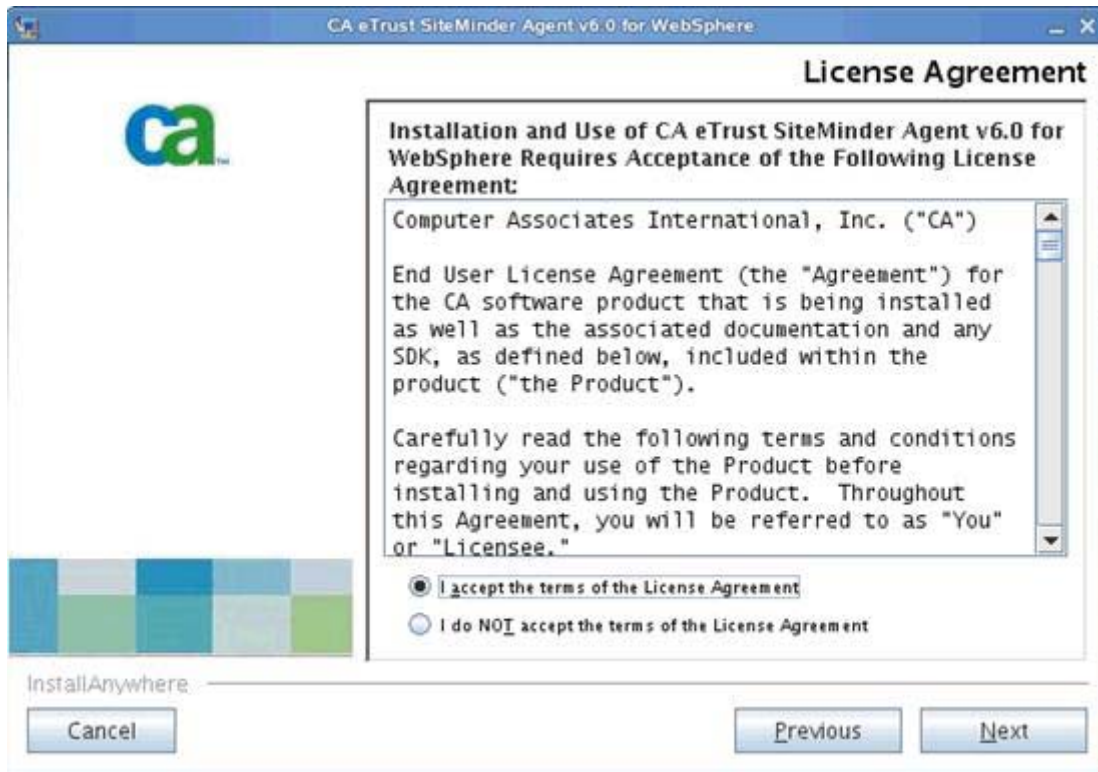 CA eTrust SiteMinder Agent v6.0 for WebSphere
License Agreement
ca™
Installation and Use of CA eTrust SiteMinder Agent v6.0 for
WebSphere Requires Acceptance of the Following License
Agreement:
Computer Associates International, Inc. ("CA")
End User License Agreement (the "Agreement") for
the CA software product that is being installed
as well as the associated documentation and any
SDK, as defined below, included within the
product ("the Product").
Carefully read the following terms and conditions
regarding your use of the Product before
installing and using the Product.  Throughout
this Agreement, you will be referred to as "You"
or "Licensee."
I accept the terms of the License Agreement
I do NOT accept the terms of the License Agreement
InstallAnywhere
Cancel
Previous
Next